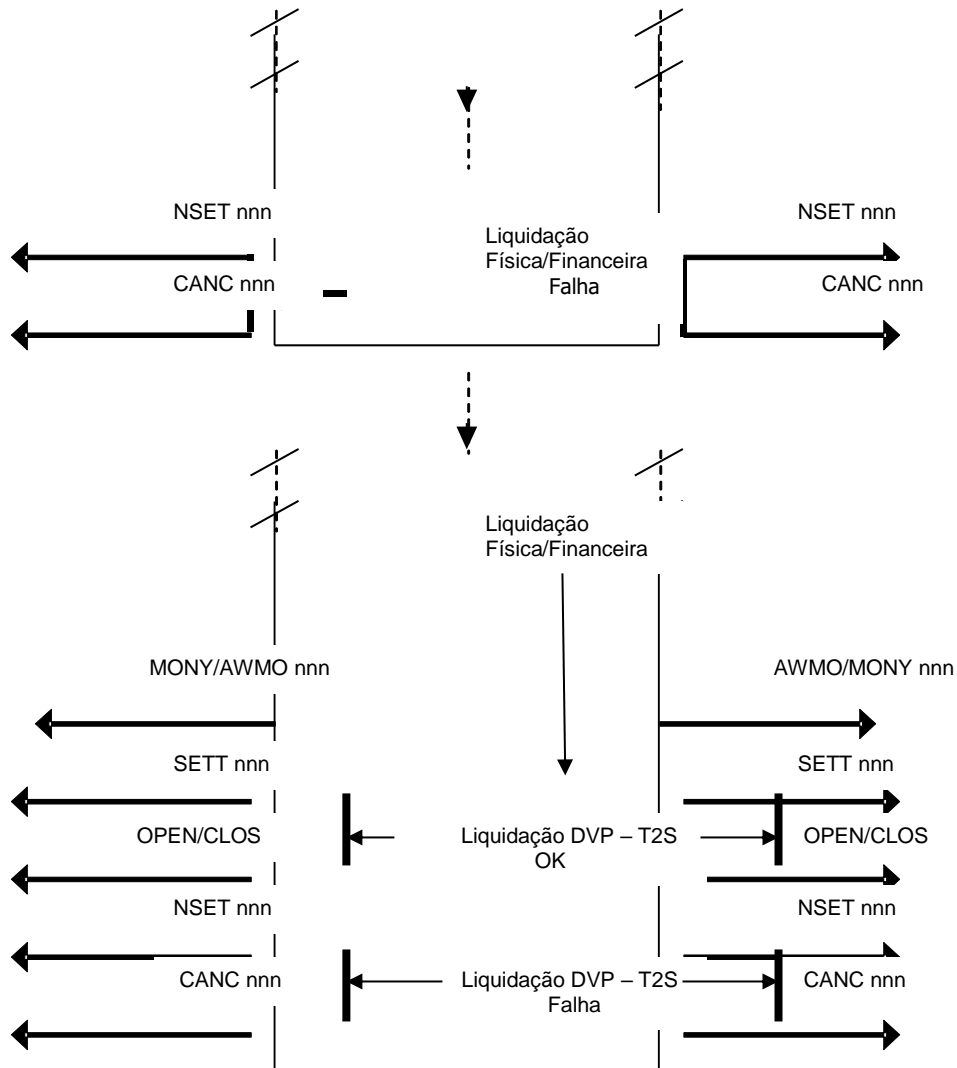 NSET nnn
NSET nnn
Liquidação
Física/Financeira
Falha
CANC nnn
CANC nnn
Liquidação
Física/Financeira
MONY/AWMO nnn
AWMO/MONY nnn
SETT nnn
SETT nnn
OPEN/CLOS
Liquidação DVP – T2S
OK
OPEN/CLOS
NSET nnn
NSET nnn
CANC nnn
Liquidação DVP – T2S
Falha
CANC nnn